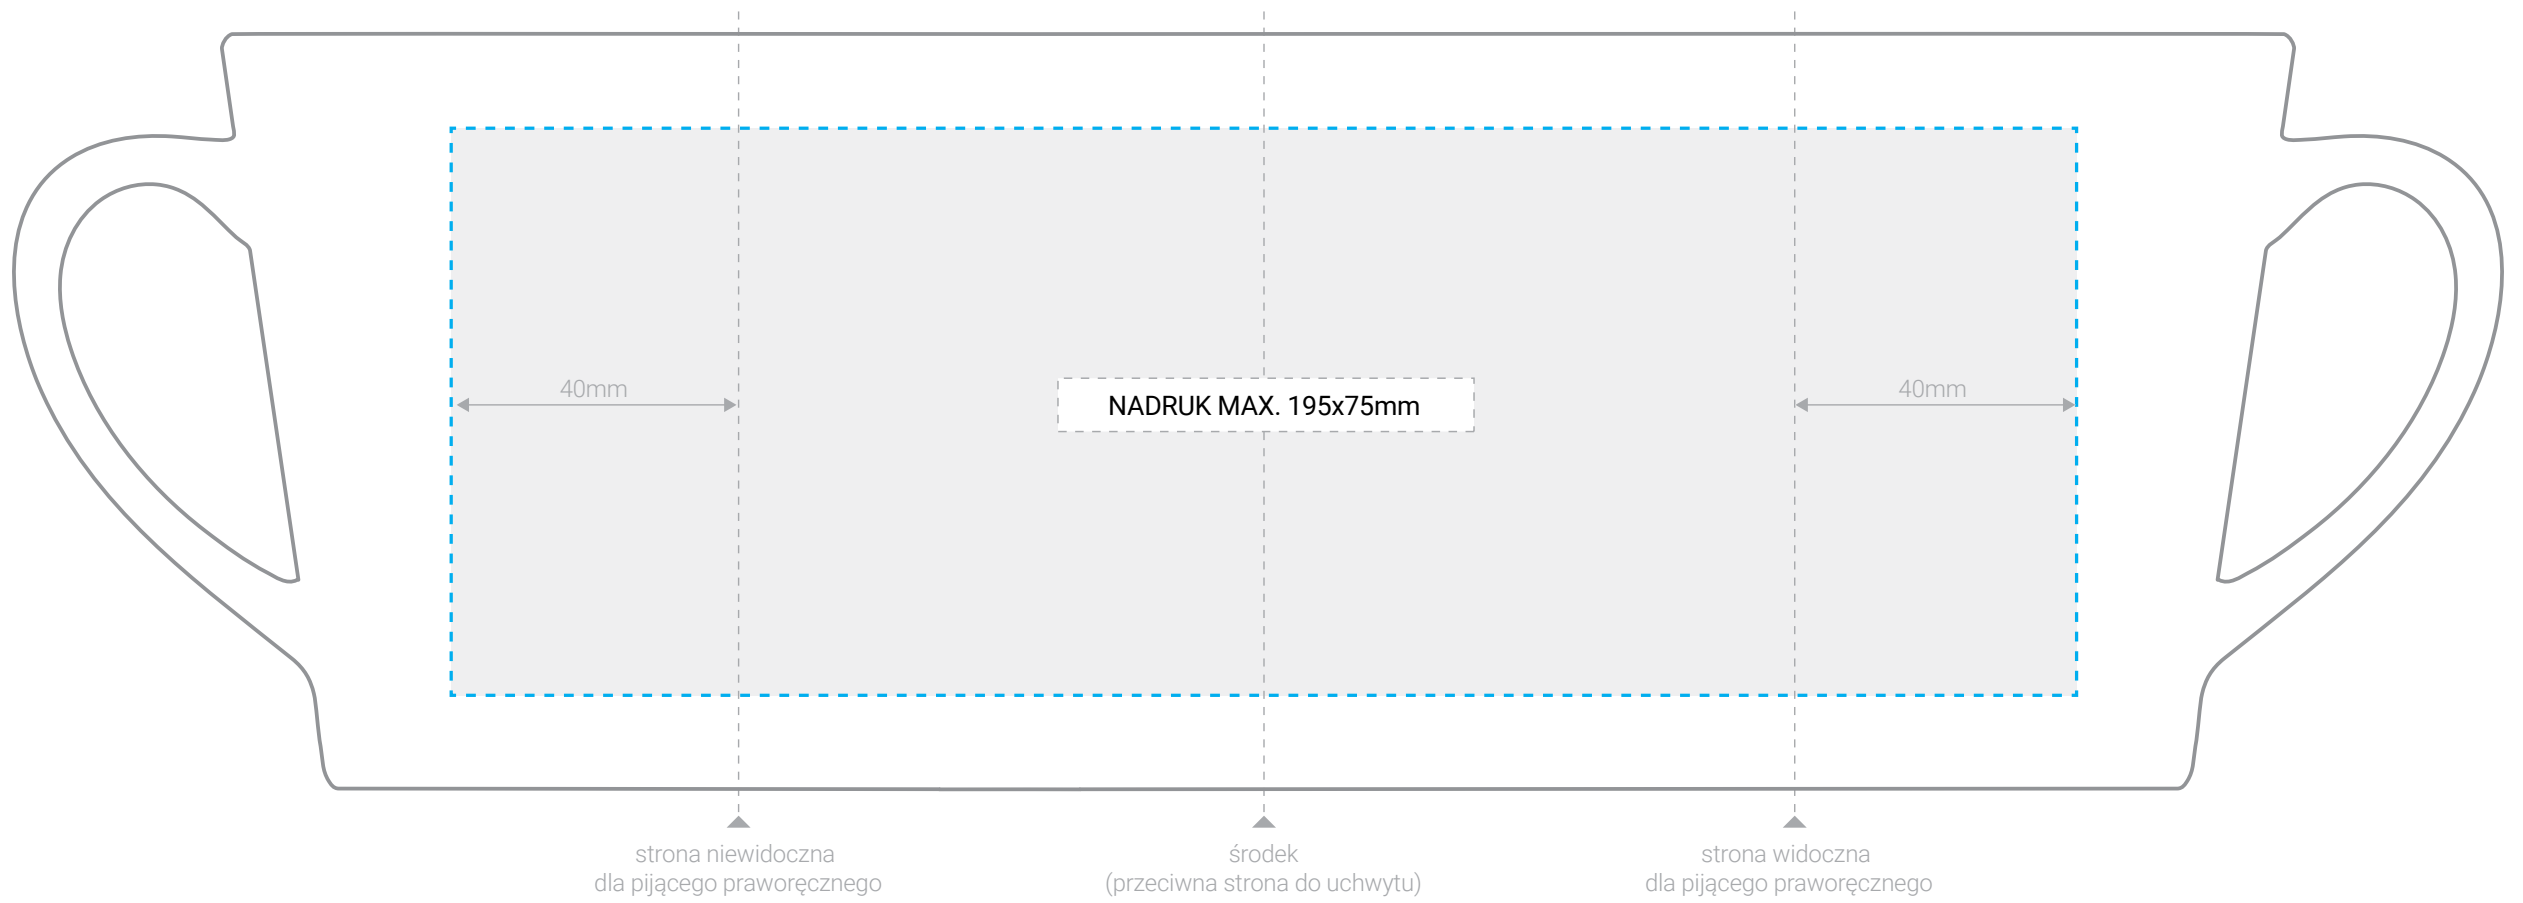 40mm
NADRUK MAX. 195x75mm
40mm
strona niewidoczna
dla pijącego praworęcznego
środek
(przeciwna strona do uchwytu)
strona widoczna
dla pijącego praworęcznego